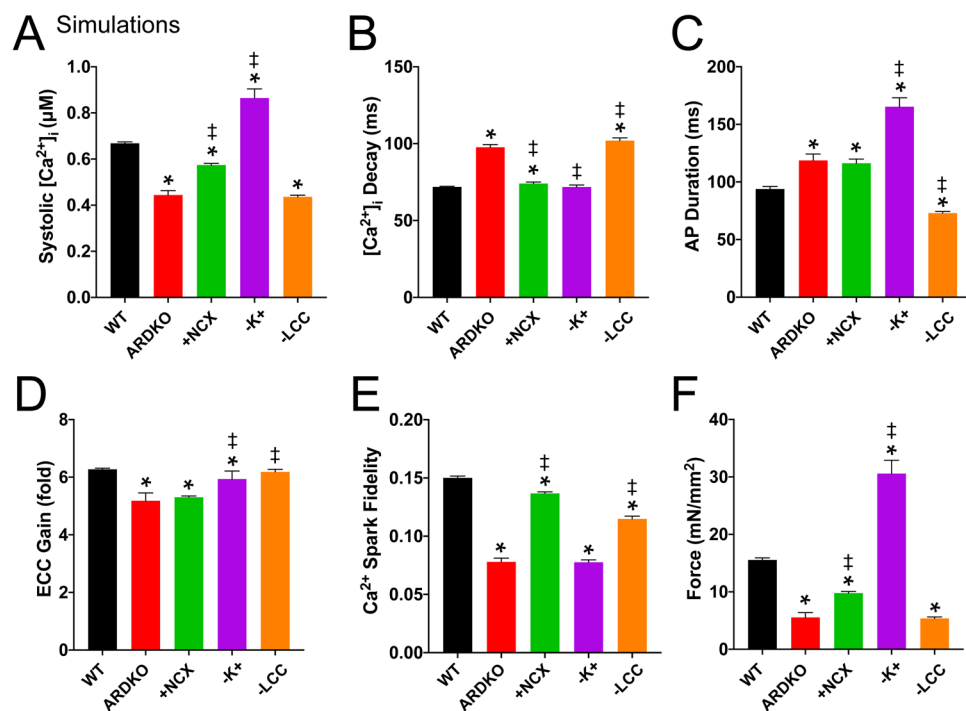 A Simulations
Systolic [Ca²⁺]ᵢ (µM)
1.0
0.8
0.6
0.4
0.2
0.0
*
‡
*
‡
*
*
WT
ARDKO
+NCX
-K+
-LCC
B
[Ca²⁺]ᵢ Decay (ms)
150
100
50
0
*
‡
*
‡
‡
*
WT
ARDKO
+NCX
-K+
-LCC
C
AP Duration (ms)
200
150
100
50
0
*
*
‡
*
‡
*
WT
ARDKO
+NCX
-K+
-LCC
D
ECC Gain (fold)
8
6
4
2
0
*
*
‡
*
‡
WT
ARDKO
+NCX
-K+
-LCC
E
Ca²⁺ Spark Fidelity
0.20
0.15
0.10
0.05
0.00
*
‡
*
*
‡
*
WT
ARDKO
+NCX
-K+
-LCC
F
Force (mN/mm²)
40
30
20
10
0
*
‡
*
‡
*
*
WT
ARDKO
+NCX
-K+
-LCC